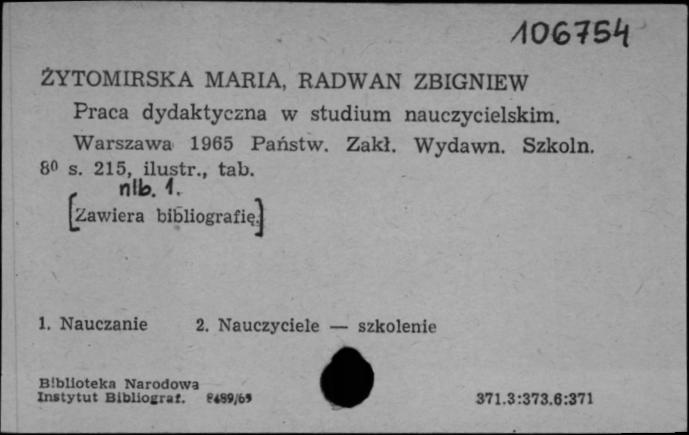 106754
ŻYTOMIRSKA MARIA, RADWAN ZBIGNIEW
Praca dydaktyczna w studium nauczycielskim.
Warszawa 1965 Państw. Zakł. Wydawn. Szkoln.
8⁰ s. 215, ilustr., tab.
nlb. 1.
[Zawiera bibliografię.]
1. Nauczanie 2. Nauczyciele — szkolenie
Biblioteka Narodowa
Instytut Bibliograf. 371.3:373.6:371